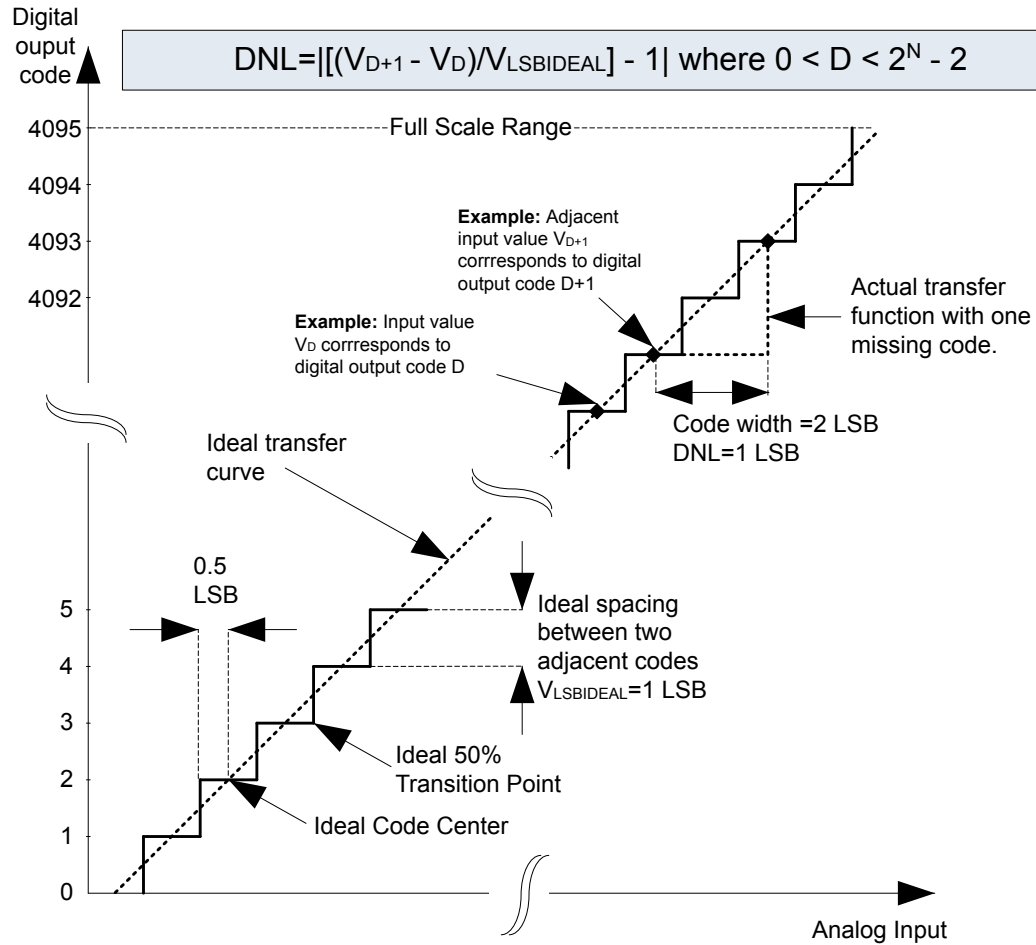 Digital
ouput
code
DNL=|[(VD+1 - VD)/VLSBIDEAL] - 1| where 0 < D < 2^N - 2
4095
Full Scale Range
4094
4093
4092
Example: Adjacent
input value VD+1
corrresponds to digital
output code D+1
Example: Input value
VD corrresponds to
digital output code D
Actual transfer
function with one
missing code.
Code width =2 LSB
DNL=1 LSB
Ideal transfer
curve
0.5
LSB
5
4
3
2
1
0
Ideal spacing
between two
adjacent codes
VLSBIDEAL=1 LSB
Ideal 50%
Transition Point
Ideal Code Center
Analog Input